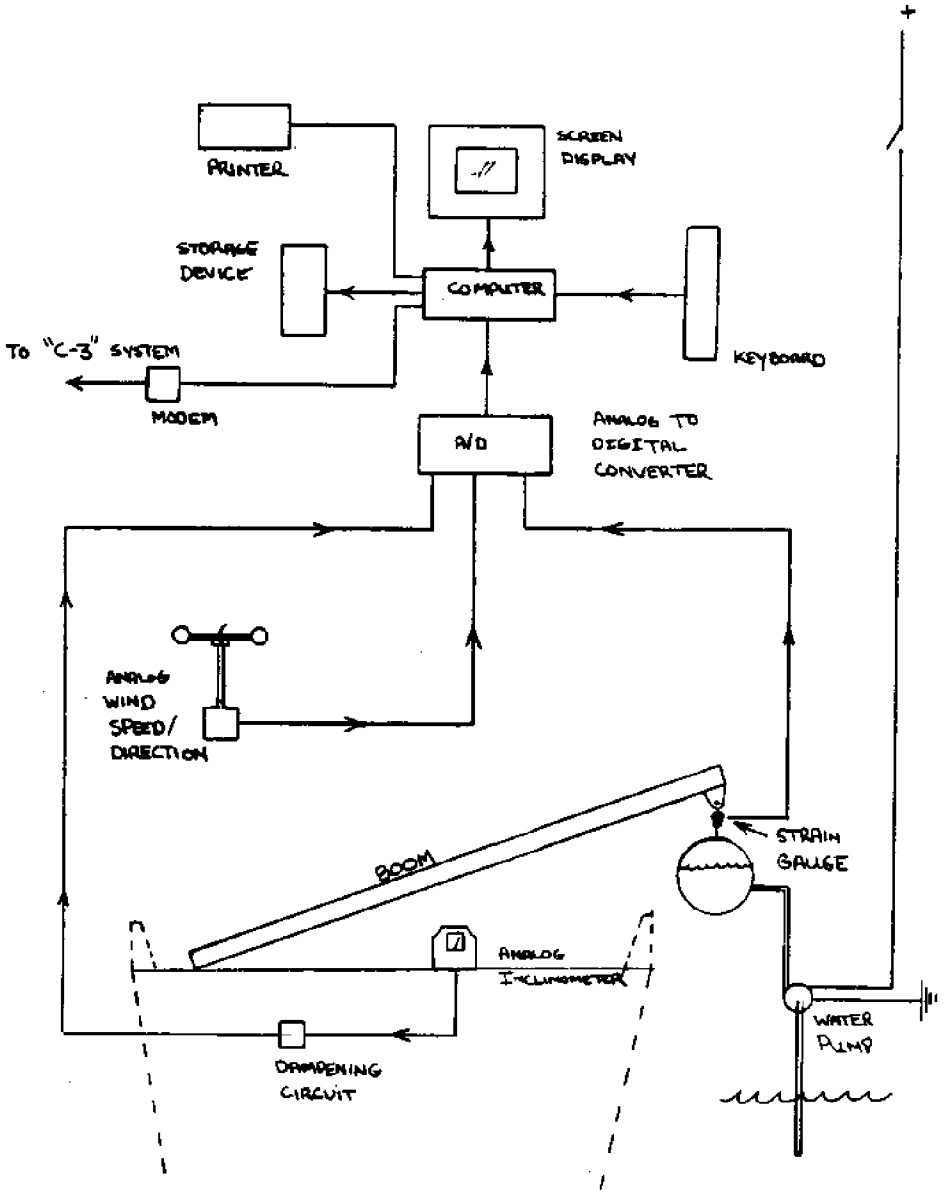 +
PRINTER
SCREEN
DISPLAY
STORAGE
DEVICE
COMPUTER
KEYBOARD
TO "C-3" SYSTEM
MODEM
A/D
ANALOG TO
DIGITAL
CONVERTER
ANALOG
WIND
SPEED/
DIRECTION
BOOM
STRAIN
GAUGE
ANALOG
INCLINOMETER
WATER
PUMP
DAMPENING
CIRCUIT